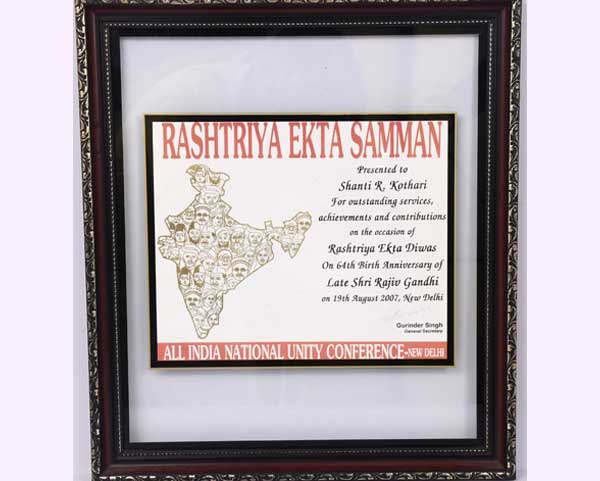 RASHTRIYA EKTA SAMMAN
Presented to
Shanti R. Kothari
For outstanding services,
achievements and contributions
on the occasion of
Rashtriya Ekta Diwas
On 64th Birth Anniversary of
Late Shri Rajiv Gandhi
on 19th August 2007, New Delhi
Gurinder Singh
General Secretary
ALL INDIA NATIONAL UNITY CONFERENCE-NEW DELHI